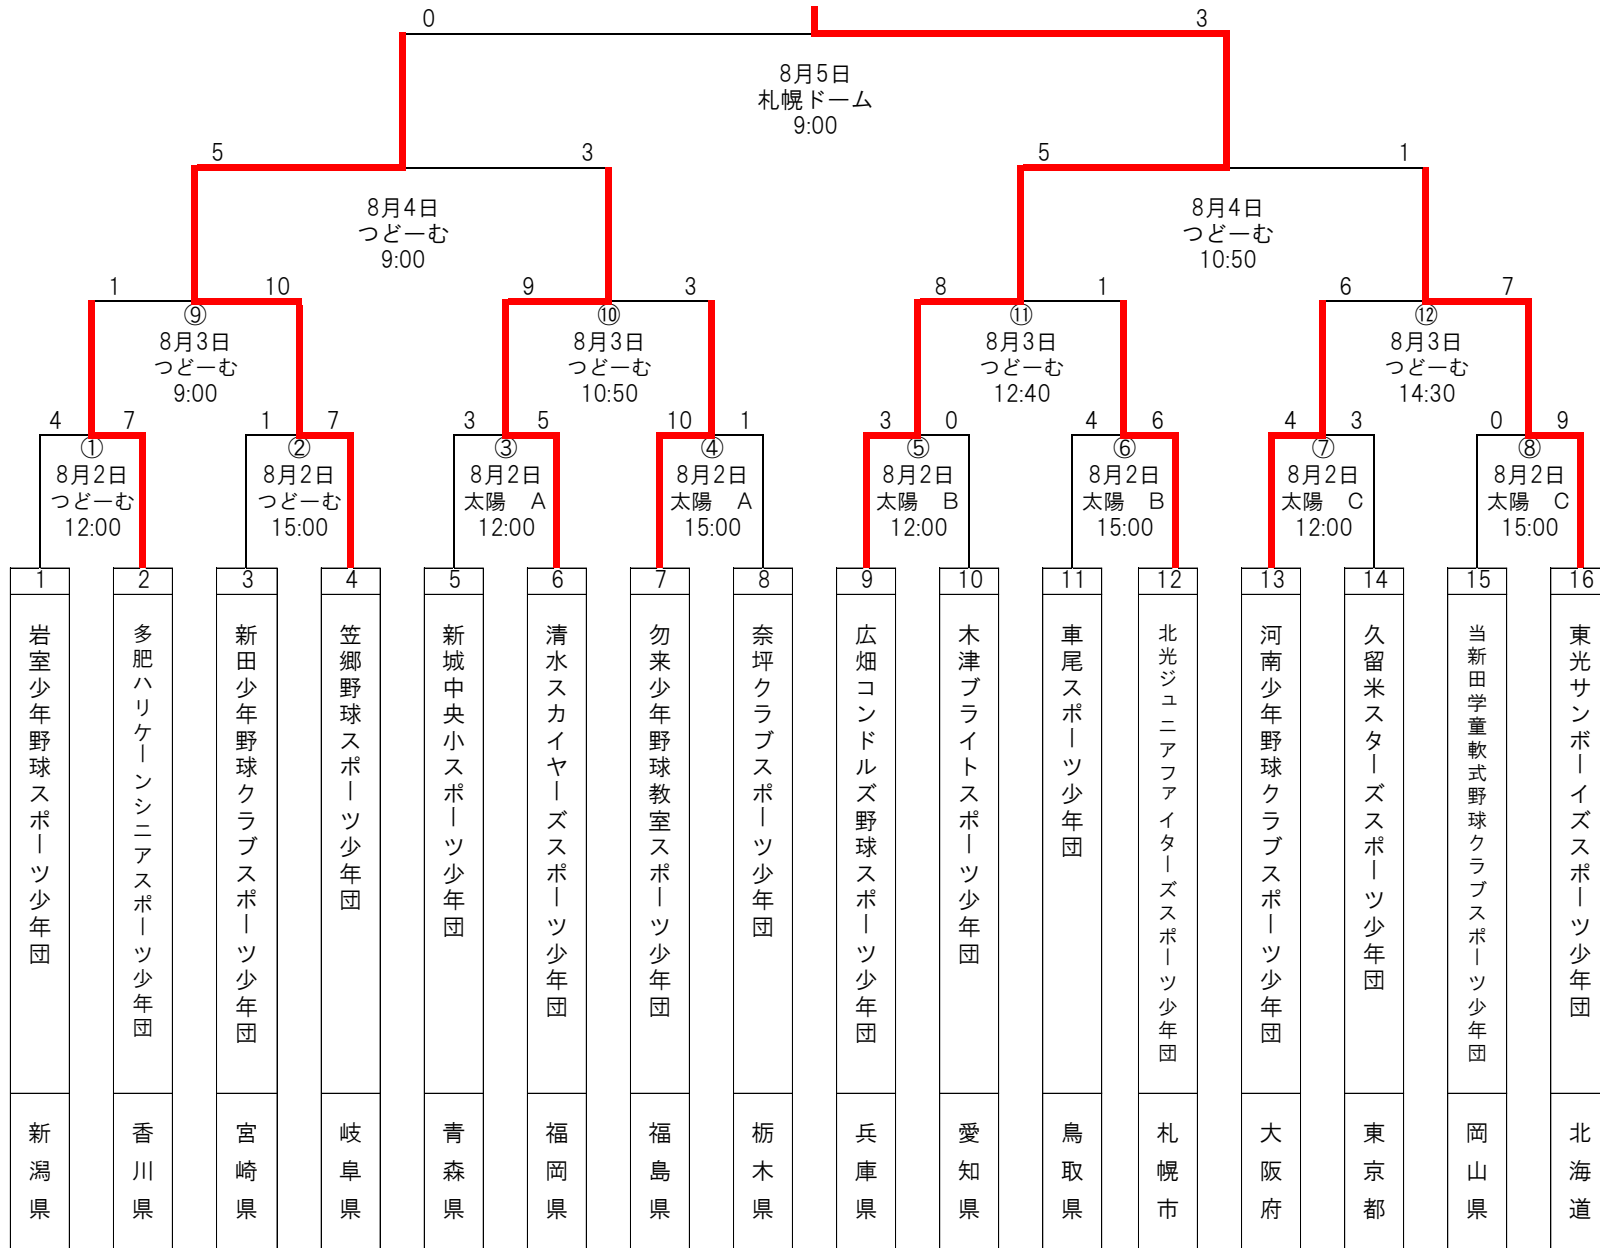 0 3
8月5日
札幌ドーム
9:00
5 3 5 1
8月4日 8月4日
つどーむ つどーむ
9:00 10:50
1 10 9 3 8 1 6 7
⑨ ⑩ ⑪ ⑫
8月3日 8月3日 8月3日 8月3日
つどーむ つどーむ つどーむ つどーむ
9:00 10:50 12:40 14:30
4 7 1 7 3 5 10 1 3 0 4 6 4 3 0 9
① ② ③ ④ ⑤ ⑥ ⑦ ⑧
8月2日 8月2日 8月2日 8月2日 8月2日 8月2日 8月2日 8月2日
つどーむ つどーむ 太陽 A 太陽 A 太陽 B 太陽 B 太陽 C 太陽 C
12:00 15:00 12:00 15:00 12:00 15:00 12:00 15:00
1 2 3 4 5 6 7 8 9 10 11 12 13 14 15 16
岩室少年野球スポーツ少年団
多肥ハリケーンシニアスポーツ少年団
新田少年野球クラブスポーツ少年団
笠郷野球スポーツ少年団
新城中央小スポーツ少年団
清水スカイヤーズスポーツ少年団
勿来少年野球教室スポーツ少年団
奈坪クラブスポーツ少年団
広畑コンドルズ野球スポーツ少年団
木津ブライトスポーツ少年団
車尾スポーツ少年団
北光ジュニアファイターズスポーツ少年団
河南少年野球クラブスポーツ少年団
久留米スターズスポーツ少年団
当新田学童軟式野球クラブスポーツ少年団
東光サンボーイズスポーツ少年団
新潟県
香川県
宮崎県
岐阜県
青森県
福岡県
福島県
栃木県
兵庫県
愛知県
鳥取県
札幌市
大阪府
東京都
岡山県
北海道